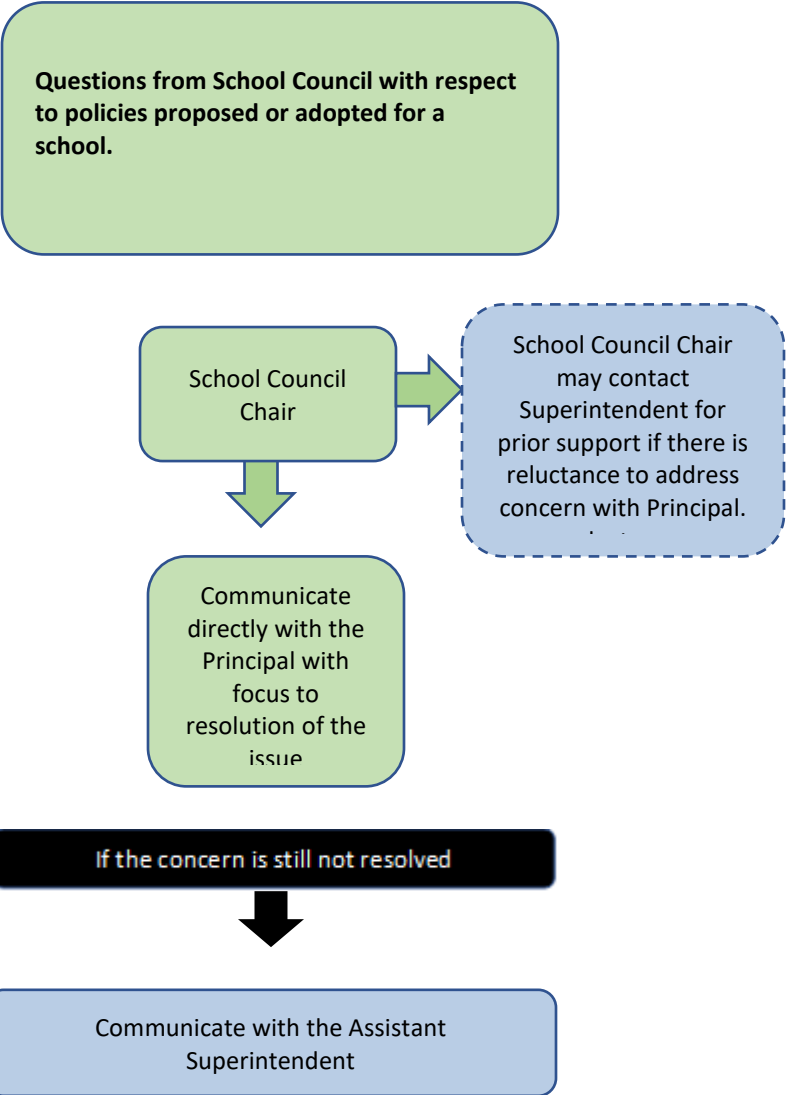 Questions from School Council with respect
to policies proposed or adopted for a
school.
School Council
Chair
School Council Chair
may contact
Superintendent for
prior support if there is
reluctance to address
concern with Principal.
Communicate
directly with the
Principal with
focus to
resolution of the
issue
If the concern is still not resolved
Communicate with the Assistant
Superintendent